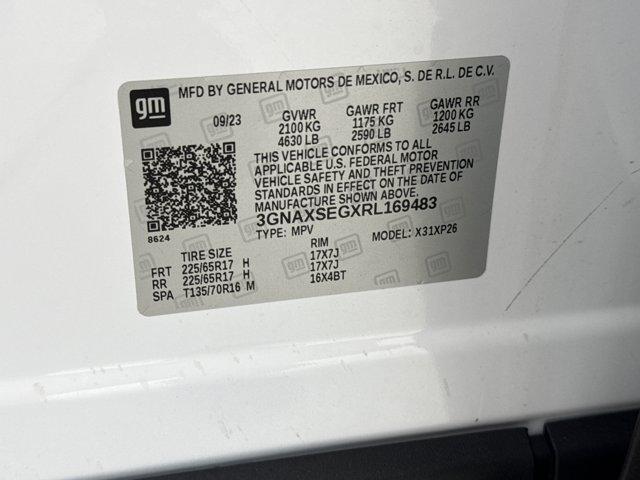 gm
MFD BY GENERAL MOTORS DE MEXICO, S. DE R.L. DE C.V.
09/23 GVWR GAWR FRT GAWR RR
2100 KG 1175 KG 1200 KG
4630 LB 2590 LB 2645 LB
THIS VEHICLE CONFORMS TO ALL
APPLICABLE U.S. FEDERAL MOTOR
VEHICLE SAFETY AND THEFT PREVENTION
STANDARDS IN EFFECT ON THE DATE OF
MANUFACTURE SHOWN ABOVE.
3GNAXSEGXRL169483
8624
TYPE: MPV MODEL: X31XP26
TIRE SIZE RIM
FRT 225/65R17 H 17X7J
RR 225/65R17 H 17X7J
SPA T135/70R16 M 16X4BT